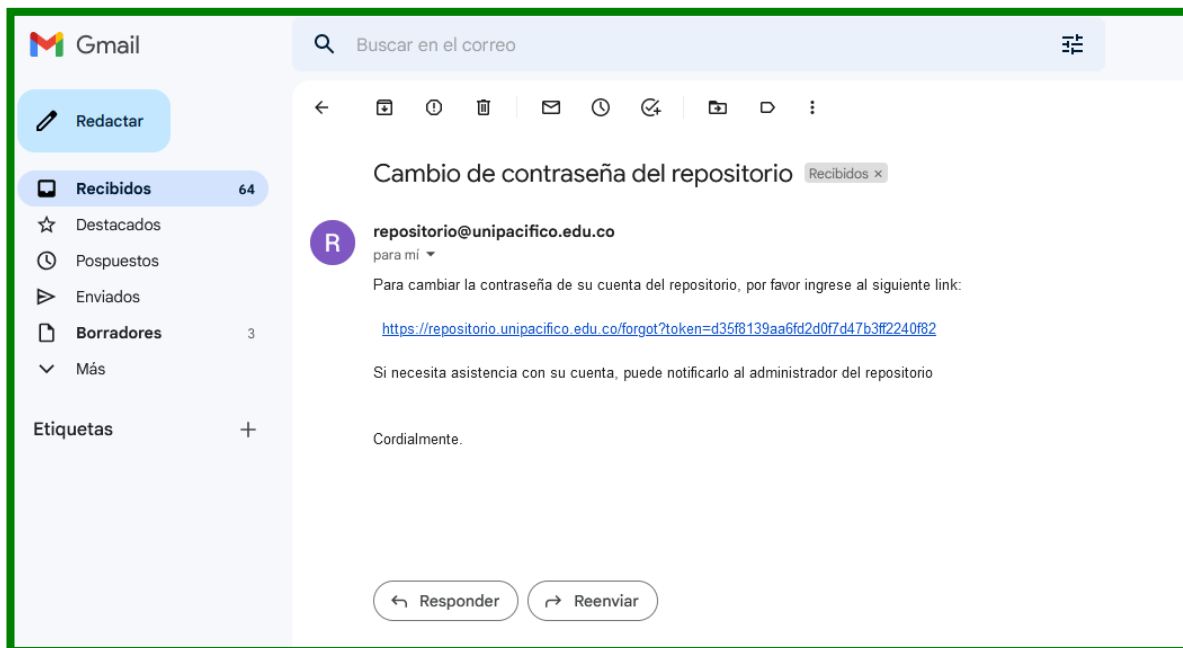 Gmail
Buscar en el correo
Redactar
Recibidos 64
Destacados
Pospuestos
Enviados
Borradores 3
Más
Etiquetas
Cambio de contraseña del repositorio Recibidos ×
R
repositorio@unipacifico.edu.co
para mí
Para cambiar la contraseña de su cuenta del repositorio, por favor ingrese al siguiente link:
https://repositorio.unipacifico.edu.co/forgot?token=d35f8139aa6fd2d0f7d47b3ff2240f82
Si necesita asistencia con su cuenta, puede notificarlo al administrador del repositorio
Cordialmente.
Responder
Reenviar